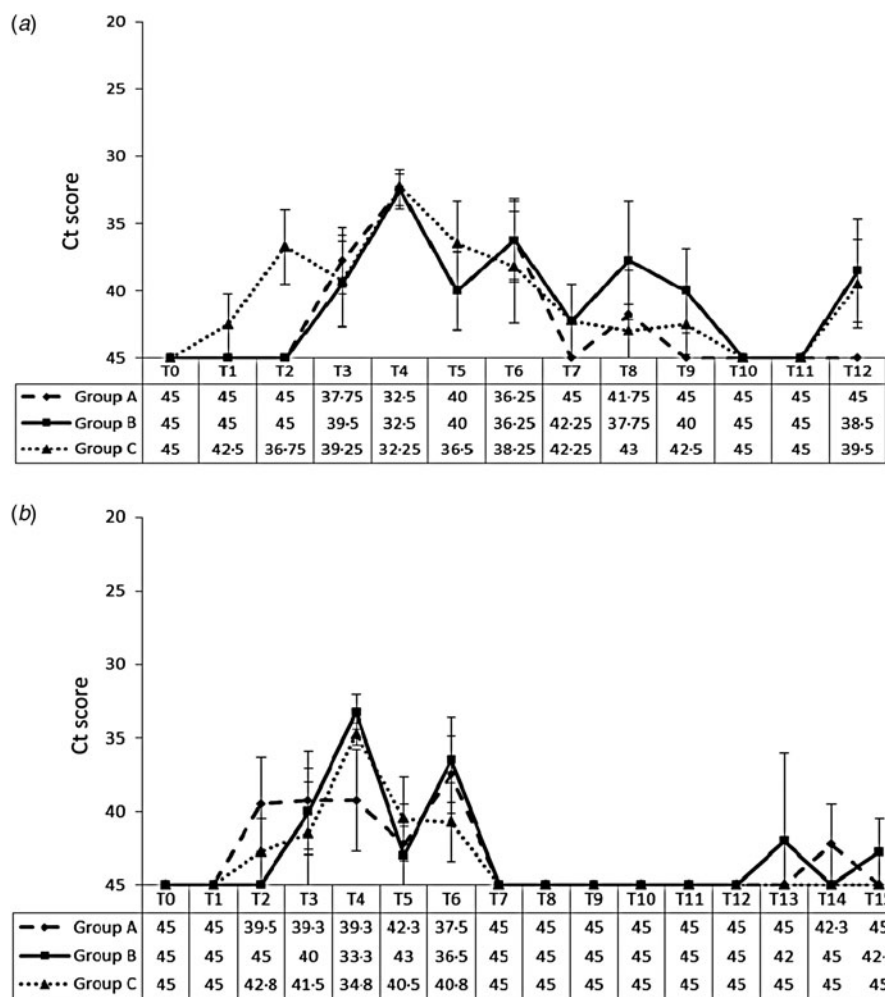 (a)
20
25
30
35
40
45
Ct score
T0 T1 T2 T3 T4 T5 T6 T7 T8 T9 T10 T11 T12
Group A 45 45 45 37·75 32·5 40 36·25 45 41·75 45 45 45 45
Group B 45 45 45 39·5 32·5 40 36·25 42·25 37·75 40 45 45 38·5
Group C 45 42·5 36·75 39·25 32·25 36·5 38·25 42·25 43 42·5 45 45 39·5
(b)
20
25
30
35
40
45
Ct score
T0 T1 T2 T3 T4 T5 T6 T7 T8 T9 T10 T11 T12 T13 T14 T15
Group A 45 45 39·5 39·3 39·3 42·3 37·5 45 45 45 45 45 45 45 42·3 45
Group B 45 45 45 40 33·3 43 36·5 45 45 45 45 45 45 42 45
Group C 45 45 42·8 41·5 34·8 40·5 40·8 45 45 45 45 45 45 45 45 45